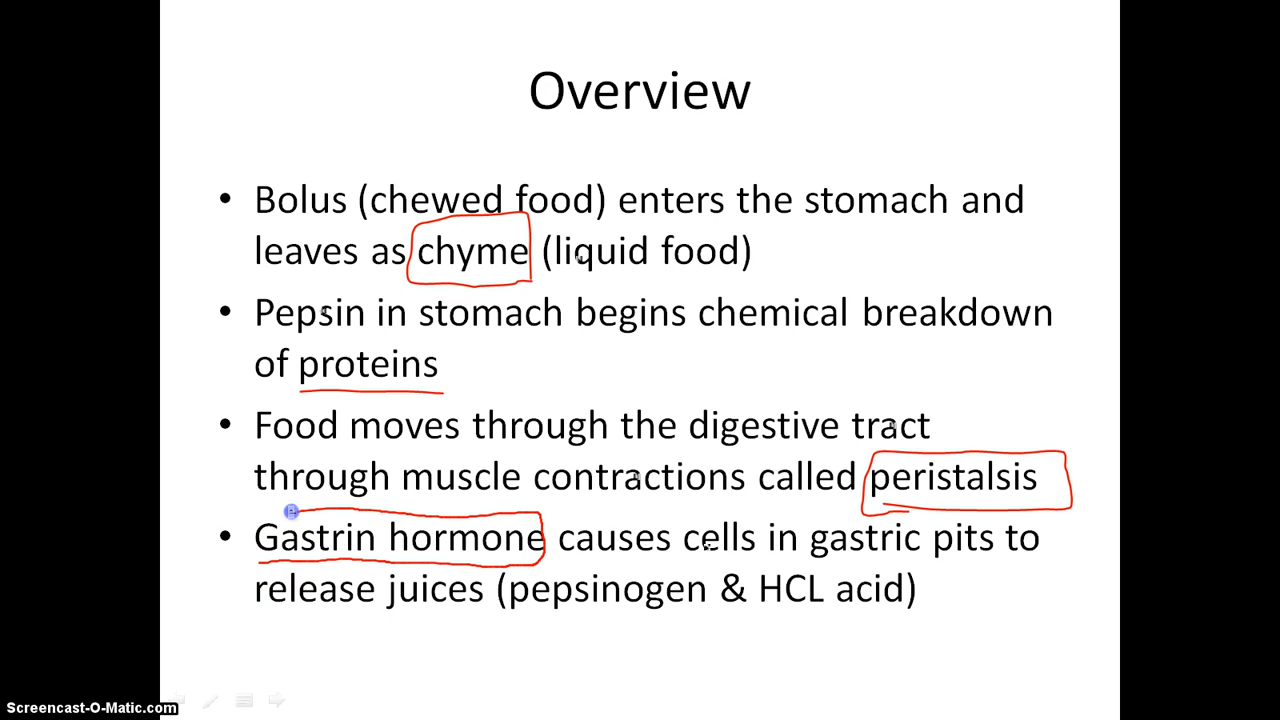 Overview
• Bolus (chewed food) enters the stomach and
leaves as chyme (liquid food)
• Pepsin in stomach begins chemical breakdown
of proteins
• Food moves through the digestive tract
through muscle contractions called peristalsis
• Gastrin hormone causes cells in gastric pits to
release juices (pepsinogen & HCL acid)
Screencast-O-Matic.com